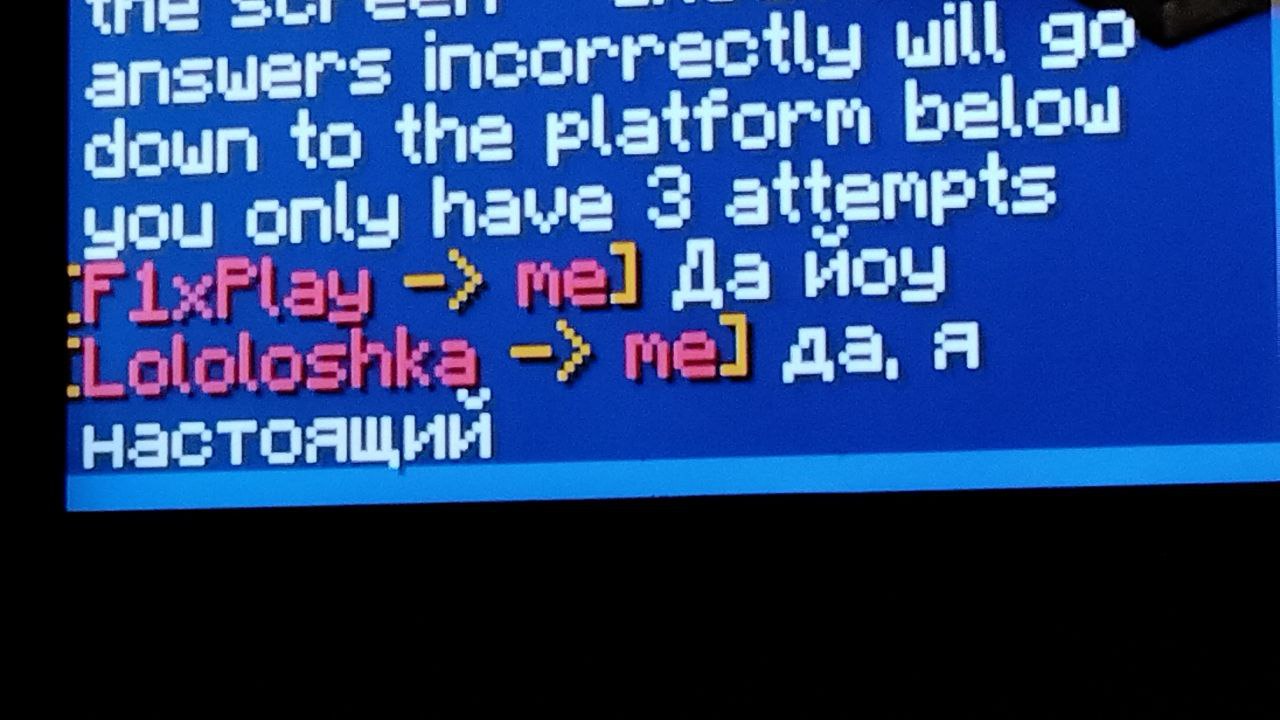 the screen
answers incorrectly will go
down to the platform below
you only have 3 attempts
[F1xPlay -> me] Да йоу
[Lololoshka -> me] да, я
настоящий